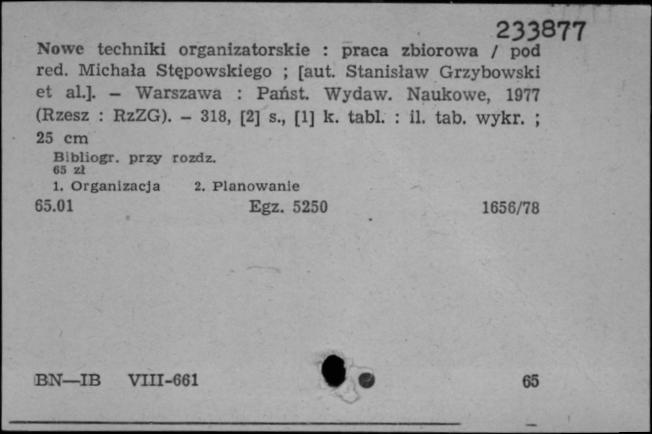 233877
Nowe techniki organizatorskie : praca zbiorowa / pod
red. Michała Stępowskiego ; [aut. Stanisław Grzybowski
et al.]. — Warszawa : Państ. Wydaw. Naukowe, 1977
(Rzesz : RzZG). — 318, [2] s., [1] k. tabl. : il. tab. wykr. ;
25 cm
Bibliogr. przy rozdz.
65 zł
1. Organizacja 2. Planowanie
65.01 Egz. 5250 1656/78
BN—IB VIII-661 65